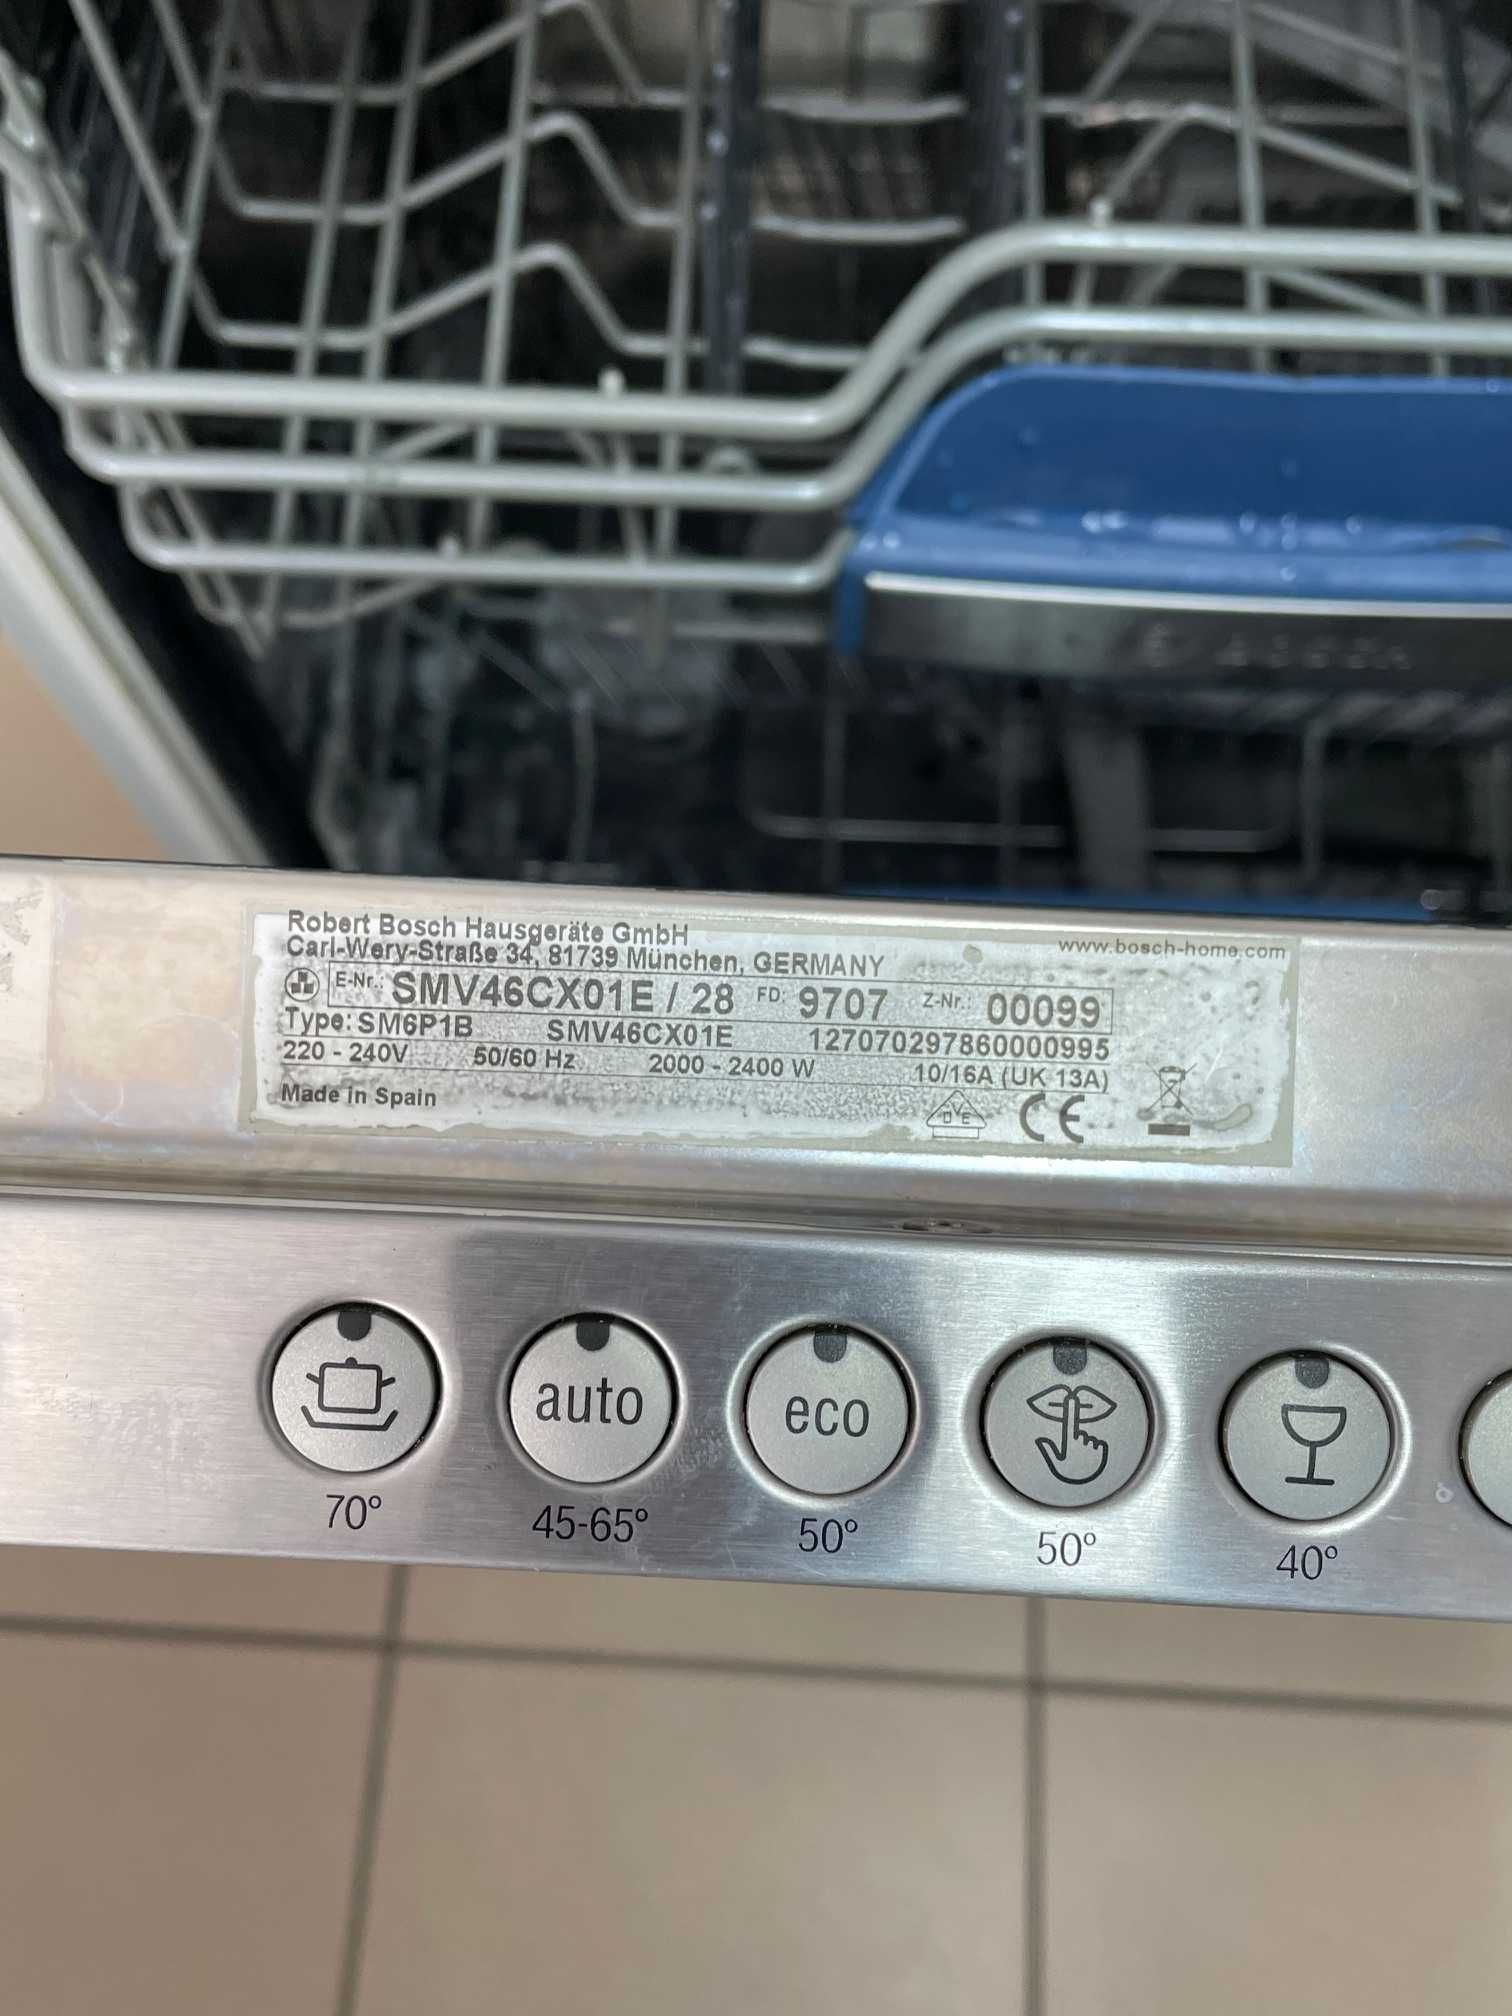 Robert Bosch Hausgeräte GmbH
Carl-Wery-Straße 34, 81739 München, GERMANY
www.bosch-home.com
E-Nr.: SMV46CX01E / 28 FD: 9707 Z-Nr.: 00099
Type: SM6P1B SMV46CX01E 127070297860000995
220 - 240V 50/60 Hz 2000 - 2400 W 10/16A (UK 13A)
Made in Spain
DVE CE
auto eco
70° 45-65° 50° 50° 40°